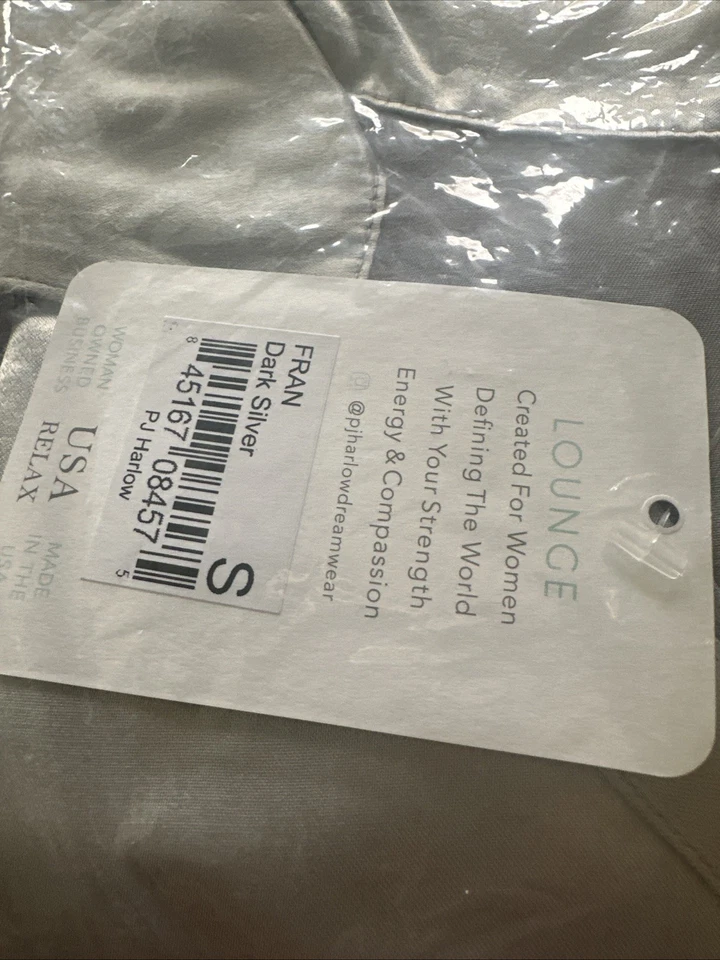 LOUNGE
Created For Women
Defining The World
With Your Strength
Energy & Compassion
@pjharlowdreamwear
FRAN
Dark Silver
S
8 45167 08457 5
PJ Harlow
WOMAN
OWNED
BUSINESS
USA
RELAX
MADE
IN THE
USA